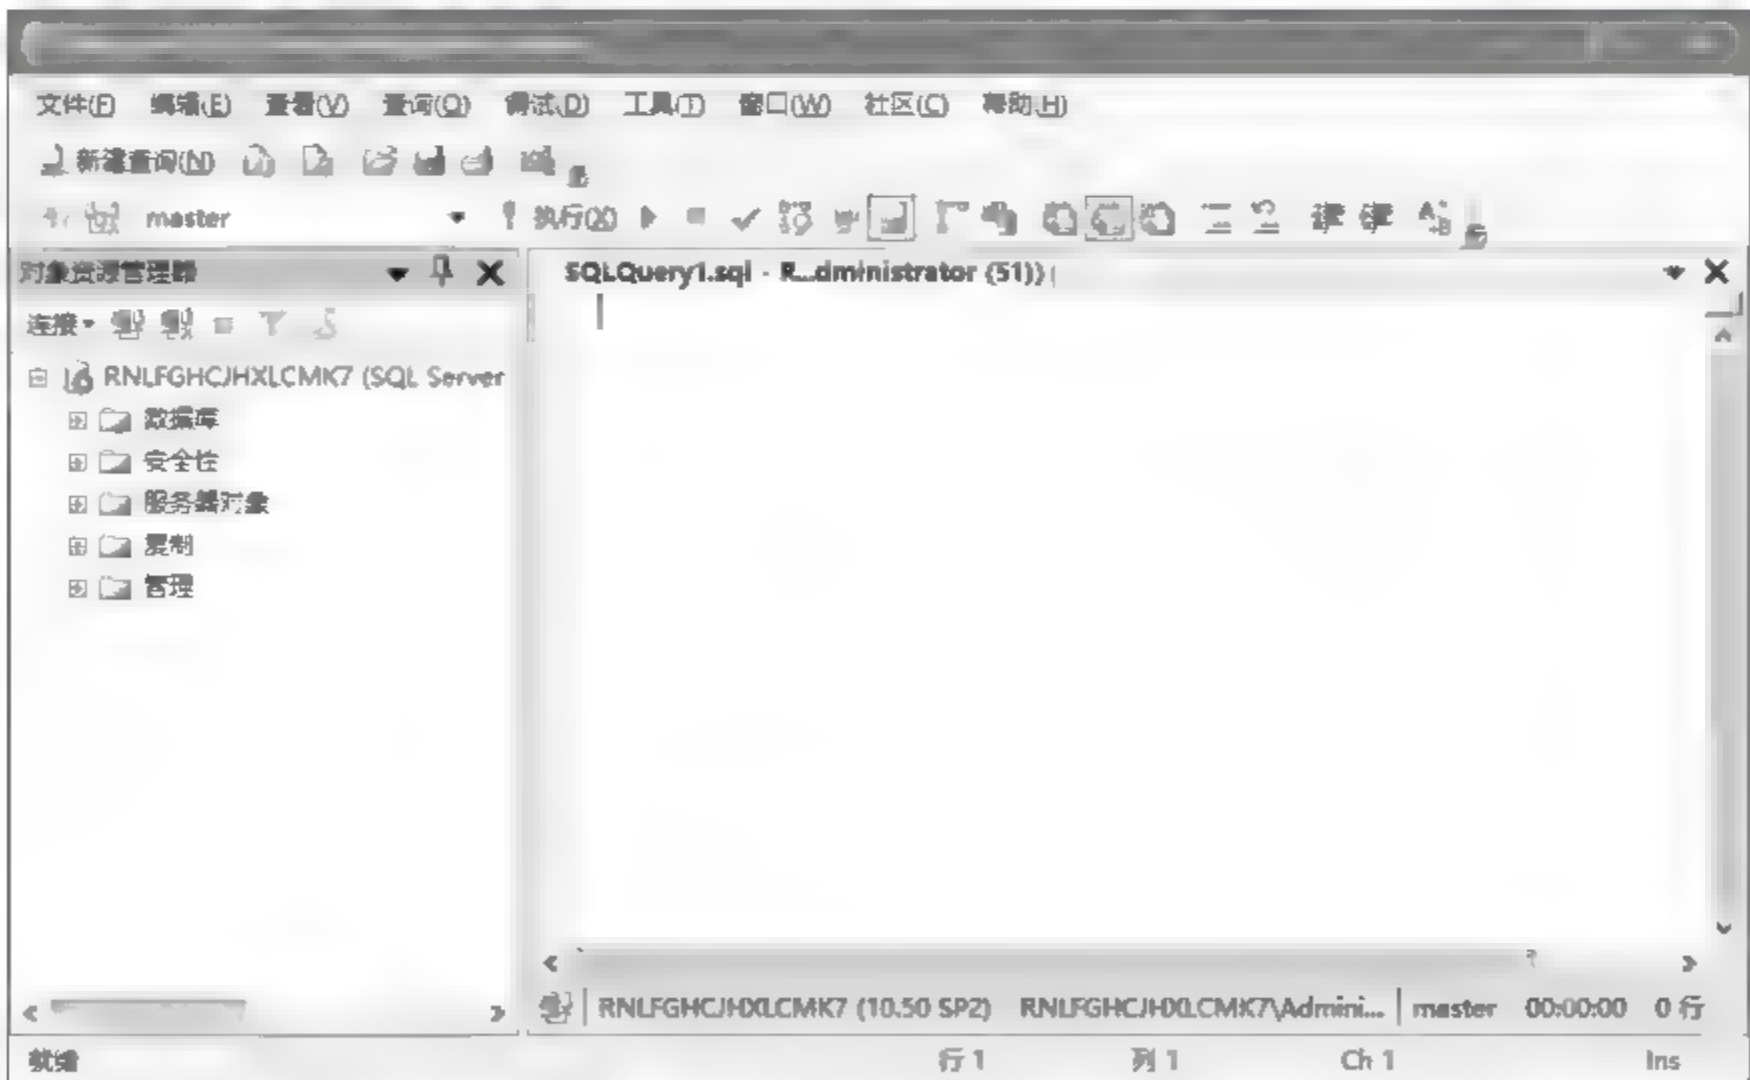 文件(F) 编辑(E) 查看(V) 查询(Q) 调试(D) 工具(T) 窗口(W) 社区(C) 帮助(H)
新建查询(N)
master 执行(X)
对象资源管理器
SQLQuery1.sql - R...dministrator (51))
连接
RNLFGHCJHXLCMK7 (SQL Server
数据库
安全性
服务器对象
复制
管理
RNLFGHCJHXLCMK7 (10.50 SP2) RNLFGHCJHXLCMK7\Admini... master 00:00:00 0 行
就绪 行 1 列 1 Ch 1 Ins